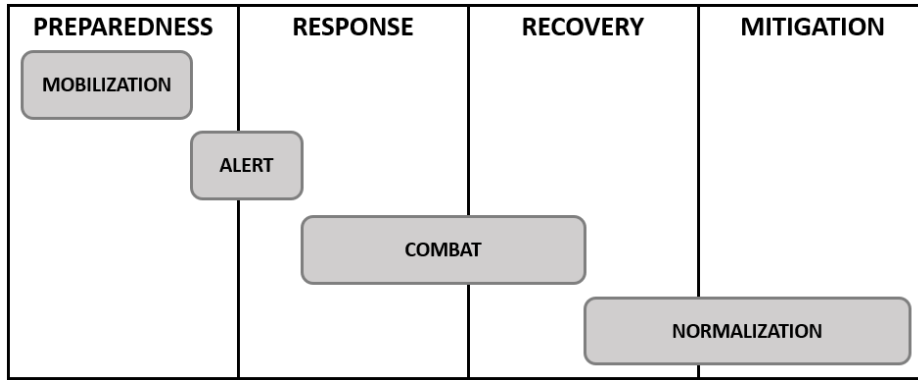 PREPAREDNESS RESPONSE RECOVERY MITIGATION
MOBILIZATION
ALERT
COMBAT
NORMALIZATION